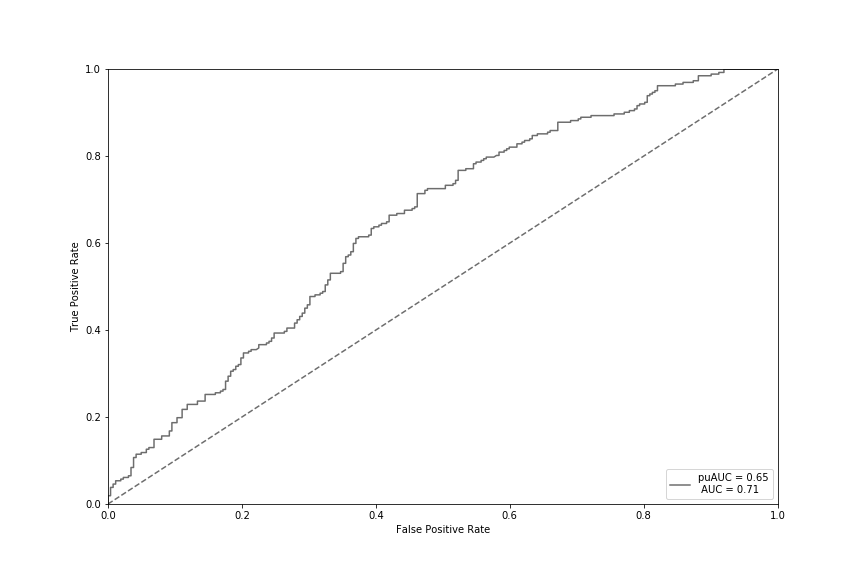 1.0
0.8
0.6
0.4
0.2
0.0
True Positive Rate
0.0 0.2 0.4 0.6 0.8 1.0
False Positive Rate
puAUC = 0.65
AUC = 0.71